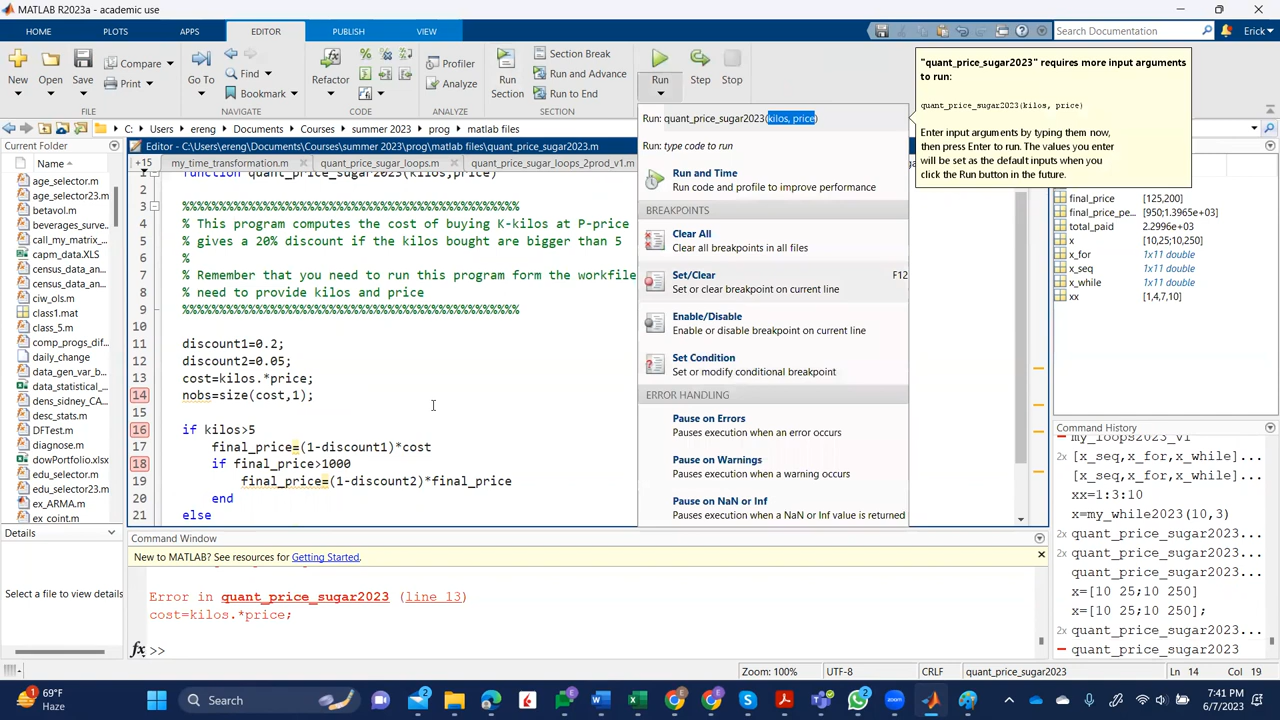 MATLAB R2023a - academic use
HOME
PLOTS
APPS
EDITOR
PUBLISH
VIEW
Search Documentation
Erick
New
Open
Save
Compare
Print
Go To
Find
Bookmark
Refactor
Profiler
Analyze
Run
Section
Section Break
Run and Advance
Run to End
Run
Step
Stop
FILE
NAVIGATE
CODE
ANALYZE
SECTION
"quant_price_sugar2023" requires more input arguments
to run:
quant_price_sugar2023(kilos, price)
Enter input arguments by typing them now,
then press Enter to run. The values you enter
will be set as the default inputs when you
click the Run button in the future.
Run: quant_price_sugar2023(kilos, price)
Run: type code to run
Run and Time
Run code and profile to improve performance
BREAKPOINTS
Clear All
Clear all breakpoints in all files
Set/Clear
F12
Set or clear breakpoint on current line
Enable/Disable
Enable or disable breakpoint on current line
Set Condition
Set or modify conditional breakpoint
ERROR HANDLING
Pause on Errors
Pauses execution when an error occurs
Pause on Warnings
Pauses execution when a warning occurs
Pause on NaN or Inf
Pauses execution when a NaN or Inf value is returned
C: Users ereng Documents Courses summer 2023 prog matlab files
Current Folder
Name
age_selector.m
age_selector23.m
betavol.m
beverages_surve...
call_my_matrix_...
capm_data.XLS
census_data_an...
census_data_an...
ciw_ols.m
class1.mat
class_5.m
comp_progs_dif...
daily_change
data_gen_var_b...
data_statistical_...
dens_sidney_CA...
desc_stats.m
DFTest.m
diagnose.m
dowPortfolio.xlsx
edu_selector.m
edu_selector23.m
ex_ARMA.m
ex_coint.m
Details
Select a file to view details
Editor - C:\Users\ereng\Documents\Courses\summer 2023\prog\matlab files\quant_price_sugar2023.m
+15
my_time_transformation.m
quant_price_sugar_loops.m
quant_price_sugar_loops_2prod_v1.m
1 function quant_price_sugar2023(kilos,price)
2
3 %%%%%%%%%%%%%%%%%%%%%%%%%%%%%%%%%%%%%%%%%%%%%%
4 % This program computes the cost of buying K-kilos at P-price
5 % gives a 20% discount if the kilos bought are bigger than 5
6 %
7 % Remember that you need to run this program form the workfile
8 % need to provide kilos and price
9 %%%%%%%%%%%%%%%%%%%%%%%%%%%%%%%%%%%%%%%%%%%%%%
10
11 discount1=0.2;
12 discount2=0.05;
13 cost=kilos.*price;
14 nobs=size(cost,1);
15
16 if kilos>5
17 final_price=(1-discount1)*cost
18 if final_price>1000
19 final_price=(1-discount2)*final_price
20 end
21 else
Command Window
New to MATLAB? See resources for Getting Started.
Error in quant_price_sugar2023 (line 13)
cost=kilos.*price;
fx >>
final_price [125,200]
final_price_pe... [950;1.3965e+03]
total_paid 2.2996e+03
x [10,25;10,250]
x_for 1x11 double
x_seq 1x11 double
x_while 1x11 double
xx [1,4,7,10]
Command History
my_loops2023_v1
2x [x_seq,x_for,x_while]...
[x_seq,x_for,x_while]...
xx=1:3:10
x=my_while2023(10,3)
2x quant_price_sugar2023...
2x quant_price_sugar2023...
quant_price_sugar2023...
x=[10 25;10 250]
x=[10 25;10 250];
2x quant_price_sugar2023...
quant_price_sugar2023
Zoom: 100%
UTF-8
CRLF
quant_price_sugar2023
Ln 14
Col 19
69°F
Haze
Search
7:41 PM
6/7/2023